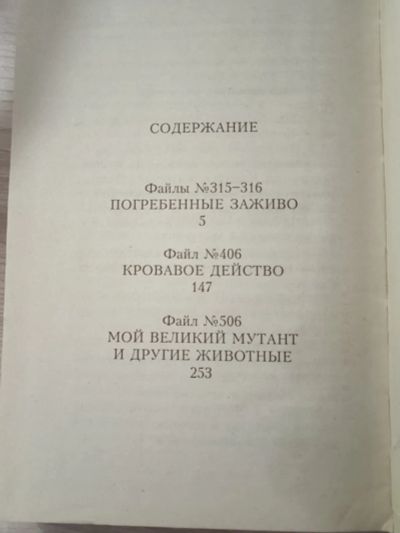 СОДЕРЖАНИЕ
Файлы №315–316
ПОГРЕБЕННЫЕ ЗАЖИВО
5
Файл №406
КРОВАВОЕ ДЕЙСТВО
147
Файл №506
МОЙ ВЕЛИКИЙ МУТАНТ
И ДРУГИЕ ЖИВОТНЫЕ
253